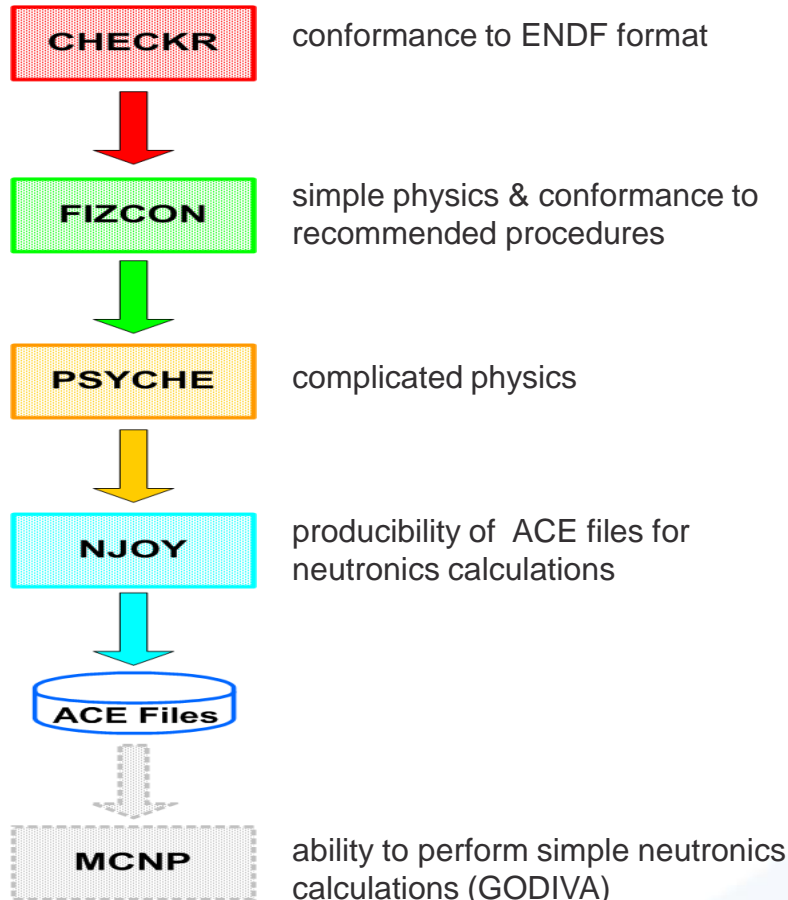 CHECKR
conformance to ENDF format
FIZCON
simple physics & conformance to
recommended procedures
PSYCHE
complicated physics
NJOY
producibility of ACE files for
neutronics calculations
ACE Files
MCNP
ability to perform simple neutronics
calculations (GODIVA)